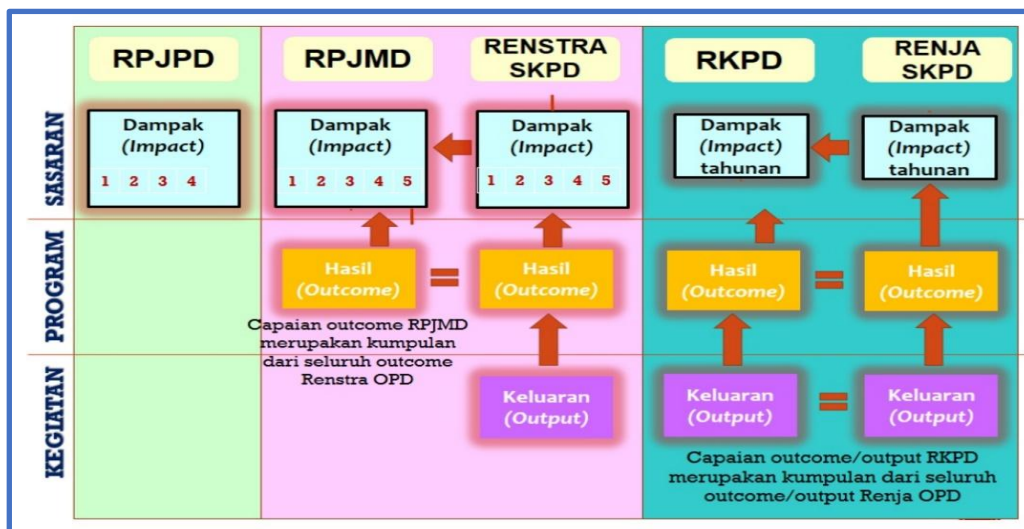 RPJPD
RPJMD
RENSTRA
SKPD
RKPD
RENJA
SKPD
SASARAN
Dampak
(Impact)
1 2 3 4
Dampak
(Impact)
1 2 3 4 5
Dampak
(Impact)
1 2 3 4 5
Dampak
(Impact)
tahunan
Dampak
(Impact)
tahunan
PROGRAM
Hasil
(Outcome)
=
Hasil
(Outcome)
Hasil
(Outcome)
=
Hasil
(Outcome)
Capaian outcome RPJMD
merupakan kumpulan
dari seluruh outcome
Renstra OPD
KEGIATAN
Keluaran
(Output)
Keluaran
(Output)
=
Keluaran
(Output)
Capaian outcome/output RKPD
merupakan kumpulan dari seluruh
outcome/output Renja OPD